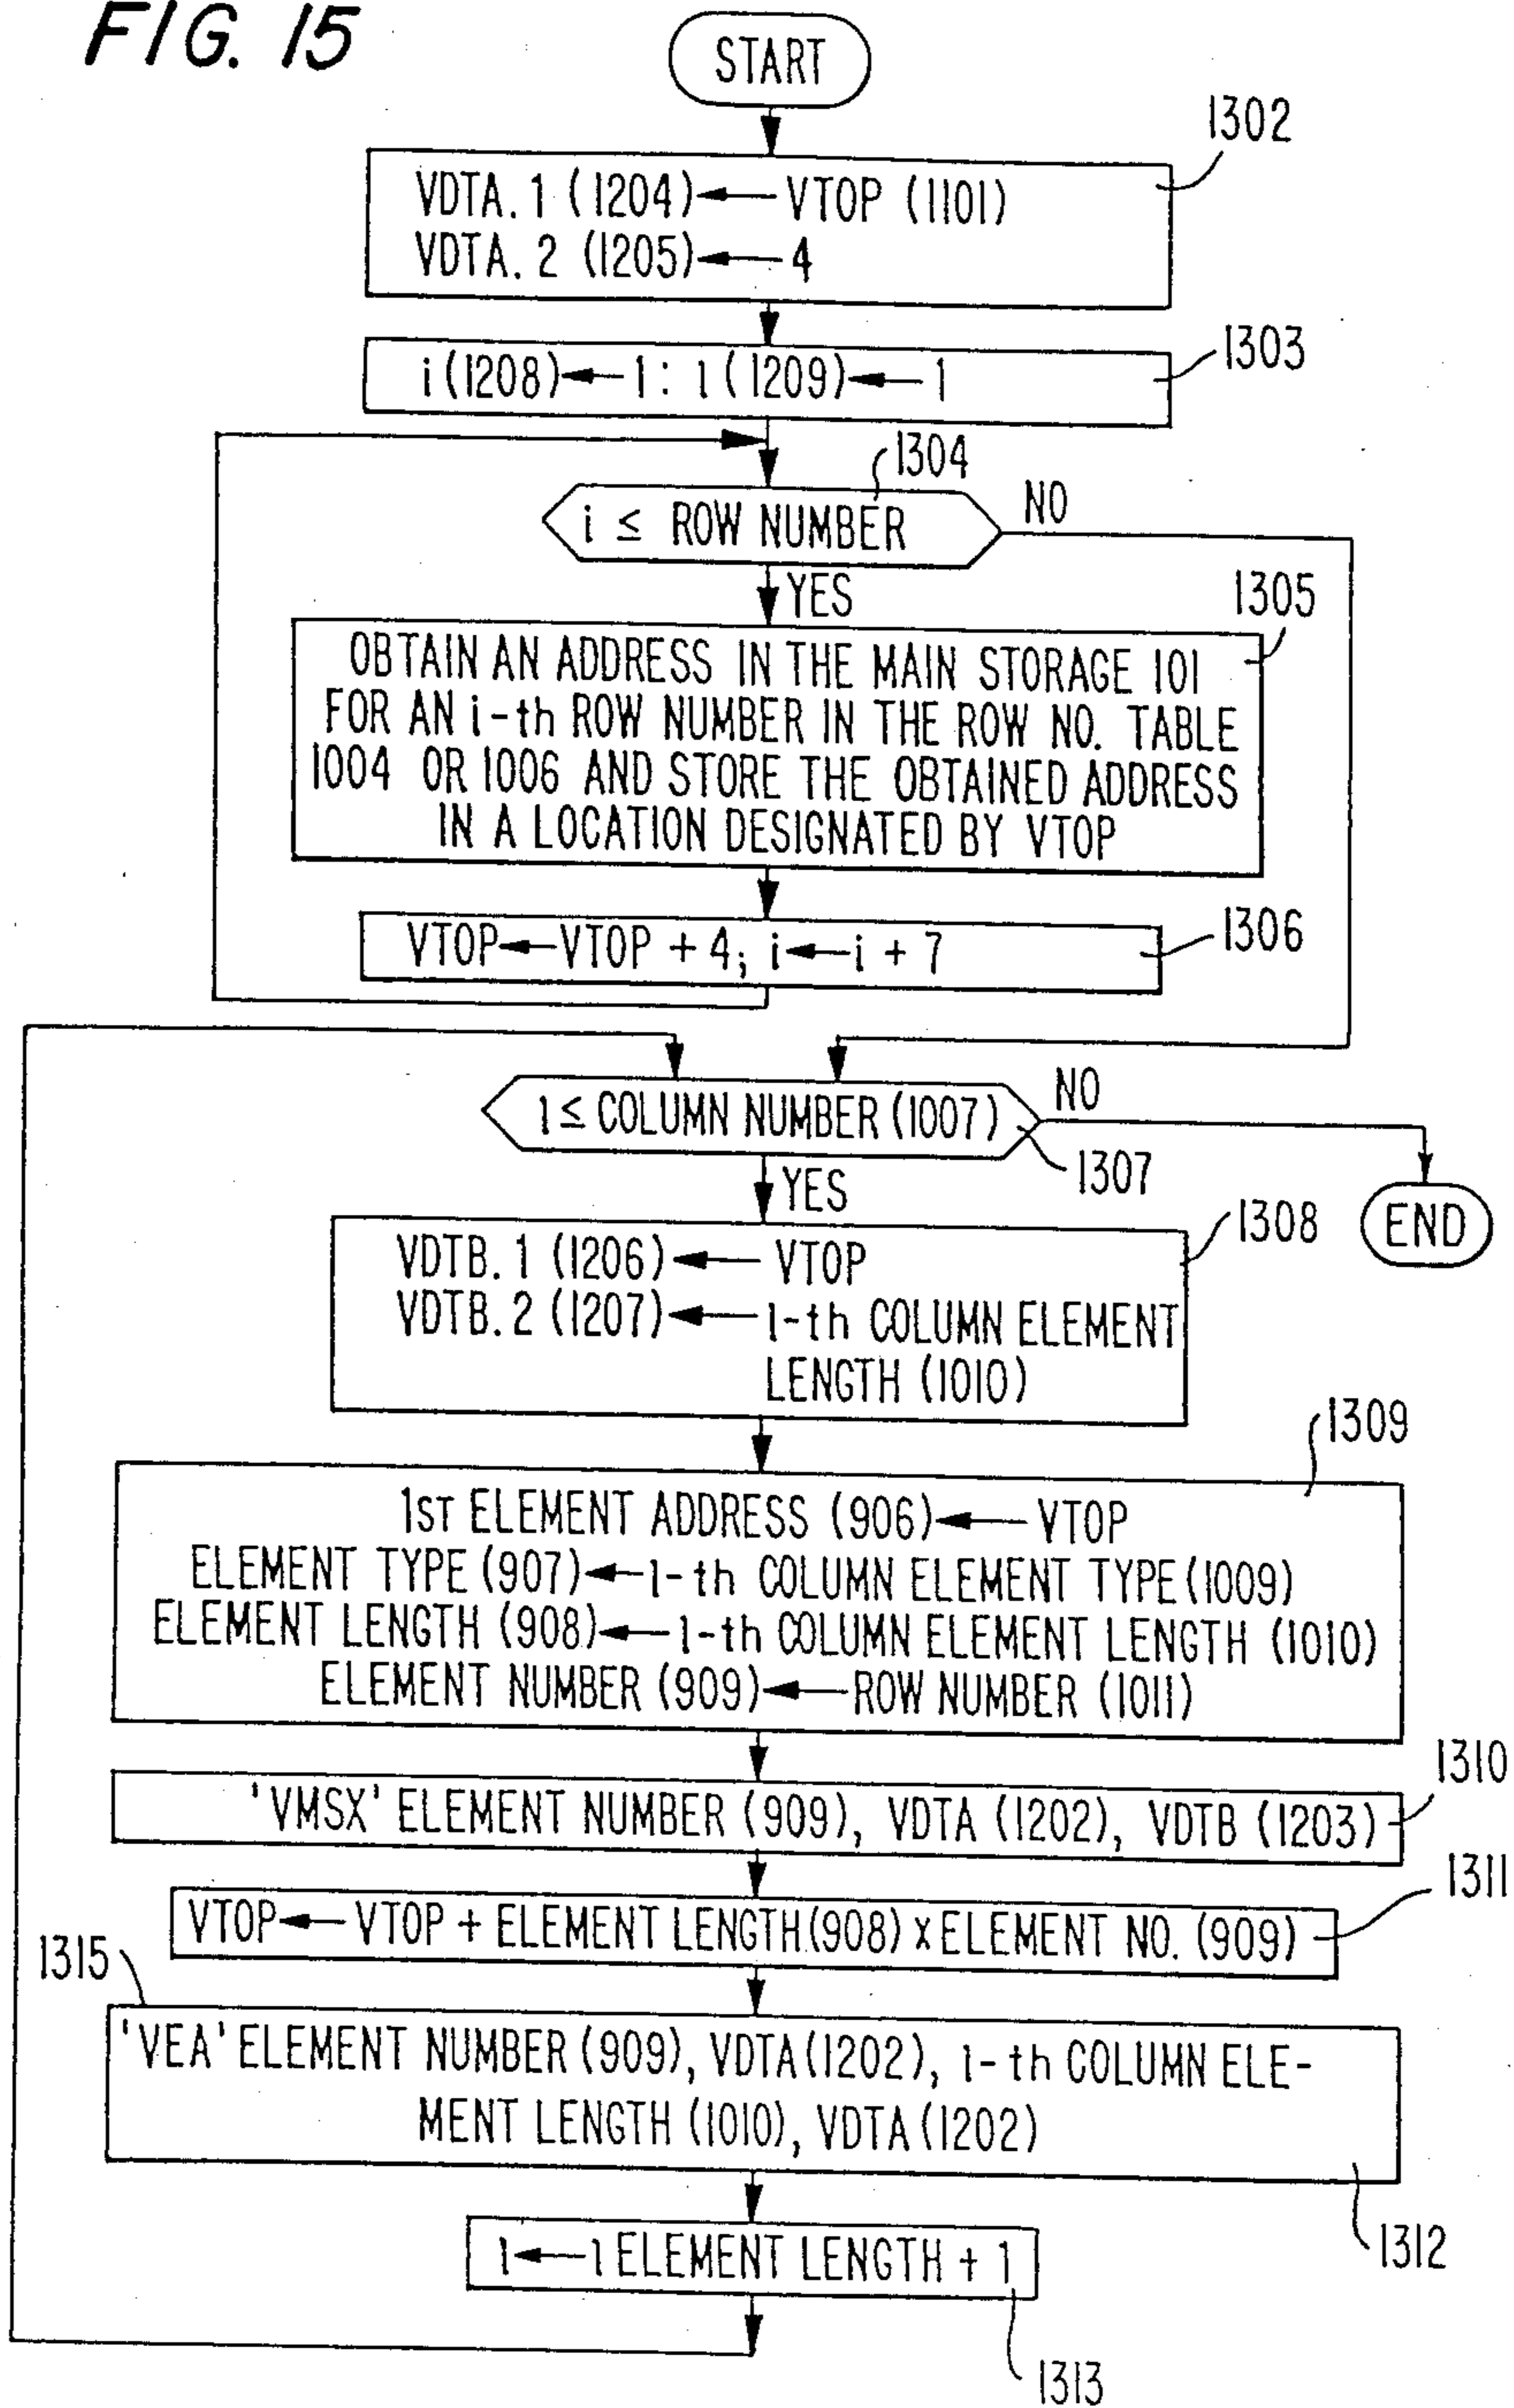 FIG. 15
START
1302
VDTA. 1 (1204)←VTOP (1101)
VDTA. 2 (1205)←4
1303
i(1208)←1: l(1209)←1
1304
i ≤ ROW NUMBER
NO
YES
1305
OBTAIN AN ADDRESS IN THE MAIN STORAGE 101
FOR AN i-th ROW NUMBER IN THE ROW NO. TABLE
1004 OR 1006 AND STORE THE OBTAINED ADDRESS
IN A LOCATION DESIGNATED BY VTOP
VTOP←VTOP + 4; i←i + 7
1306
l ≤ COLUMN NUMBER (1007)
NO
1307
YES
END
1308
VDTB. 1 (1206)←VTOP
VDTB. 2 (1207)←l-th COLUMN ELEMENT
LENGTH (1010)
1309
1ST ELEMENT ADDRESS (906)←VTOP
ELEMENT TYPE (907)←l-th COLUMN ELEMENT TYPE (1009)
ELEMENT LENGTH (908)←l-th COLUMN ELEMENT LENGTH (1010)
ELEMENT NUMBER (909)←ROW NUMBER (1011)
1310
'VMSX' ELEMENT NUMBER (909), VDTA (1202), VDTB (1203)
1311
VTOP←VTOP + ELEMENT LENGTH (908) x ELEMENT NO. (909)
1315
'VEA' ELEMENT NUMBER (909), VDTA (1202), l-th COLUMN ELE-
MENT LENGTH (1010), VDTA (1202)
1312
l←l ELEMENT LENGTH + 1
1313